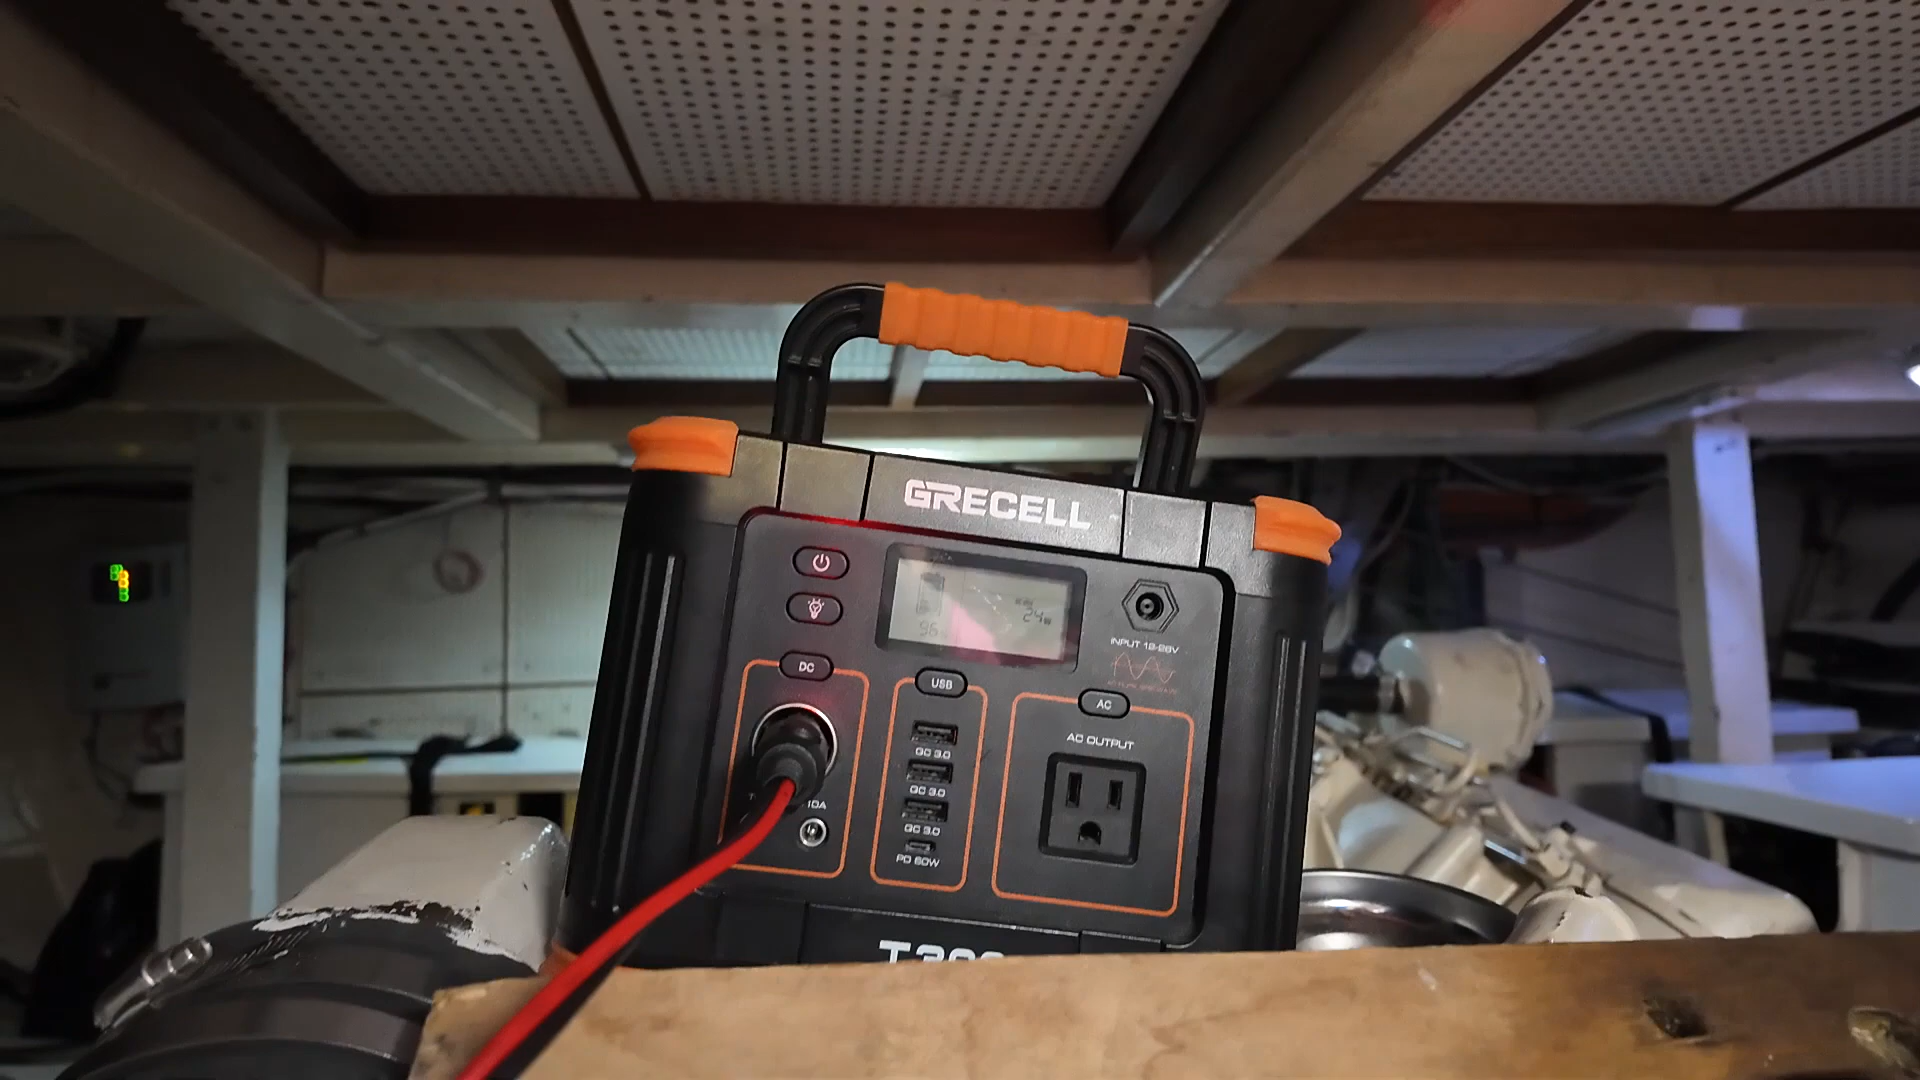 GRECELL
96
24W
INPUT 12-28V
DC
USB
AC
AC OUTPUT
QC 3.0
QC 3.0
QC 3.0
PD 60W
10A